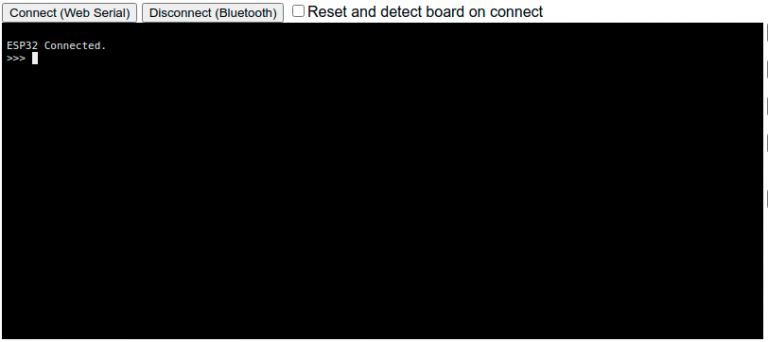 Connect (Web Serial) Disconnect (Bluetooth) Reset and detect board on connect
ESP32 Connected.
>>>